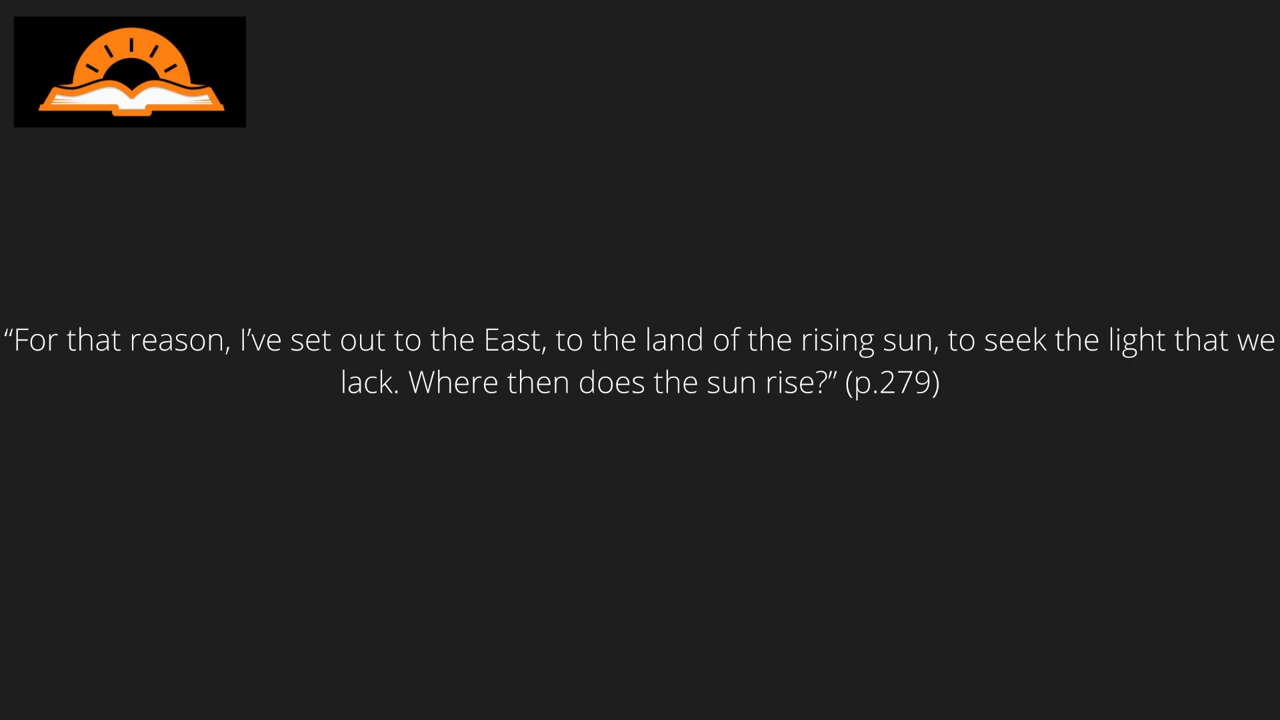 “For that reason, I’ve set out to the East, to the land of the rising sun, to seek the light that we
lack. Where then does the sun rise?” (p.279)